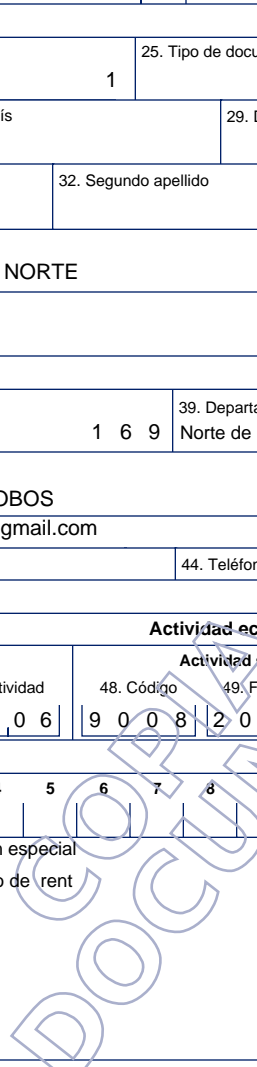 25. Tipo de docu
1
ís 29. D
32. Segundo apellido
NORTE
39. Departa
1 6 9 Norte de
OBOS
gmail.com
44. Teléfon
Actividad ec
Actividad s
tividad 48. Código 49. F
0 6 9 0 0 8 2 0
5 6 7 8
n especial
o de rent
COPIA
DOCUM